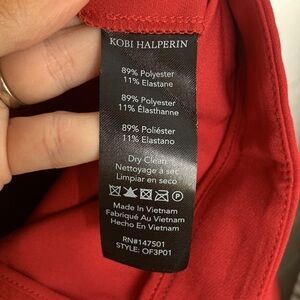 KOBI HALPERIN
89% Polyester
11% Elastane
89% Polyester
11% Élasthanne
89% Poliéster
11% Elastano
Dry Clean
Nettoyage à sec
Limpiar en seco
P
Made In Vietnam
Fabriqué Au Vietnam
Hecho En Vietnam
RN#147501
STYLE: OF3P01